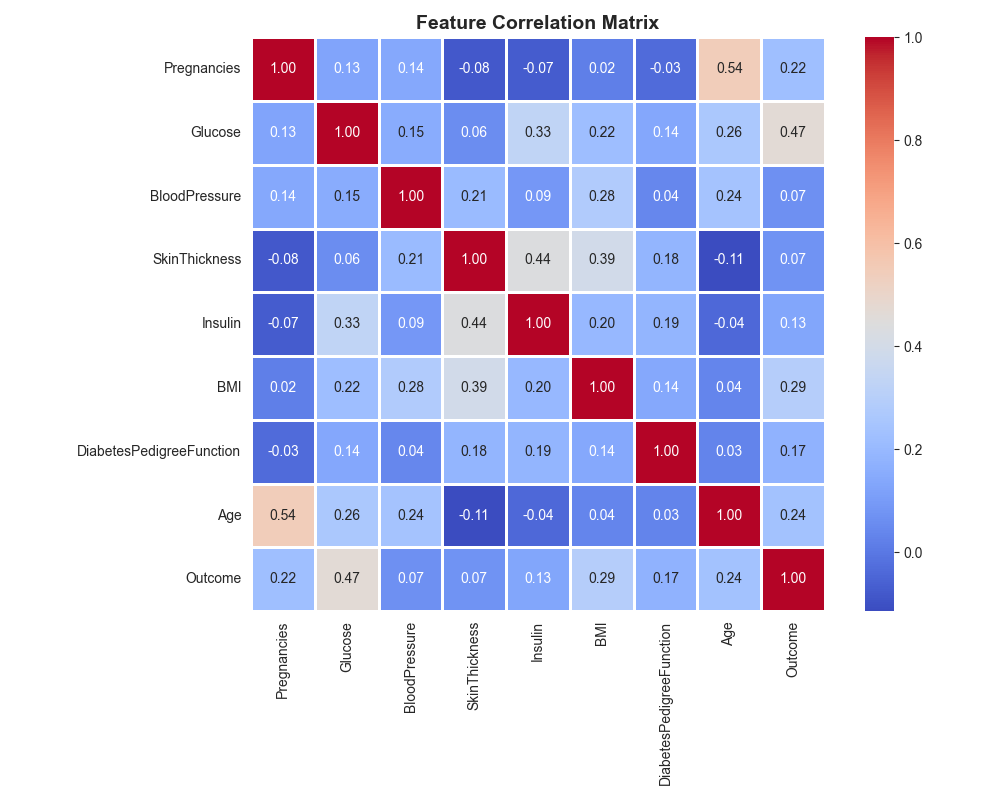 Feature Correlation Matrix
Pregnancies 1.00 0.13 0.14 -0.08 -0.07 0.02 -0.03 0.54 0.22
Glucose 0.13 1.00 0.15 0.06 0.33 0.22 0.14 0.26 0.47
BloodPressure 0.14 0.15 1.00 0.21 0.09 0.28 0.04 0.24 0.07
SkinThickness -0.08 0.06 0.21 1.00 0.44 0.39 0.18 -0.11 0.07
Insulin -0.07 0.33 0.09 0.44 1.00 0.20 0.19 -0.04 0.13
BMI 0.02 0.22 0.28 0.39 0.20 1.00 0.14 0.04 0.29
DiabetesPedigreeFunction -0.03 0.14 0.04 0.18 0.19 0.14 1.00 0.03 0.17
Age 0.54 0.26 0.24 -0.11 -0.04 0.04 0.03 1.00 0.24
Outcome 0.22 0.47 0.07 0.07 0.13 0.29 0.17 0.24 1.00
Pregnancies
Glucose
BloodPressure
SkinThickness
Insulin
BMI
DiabetesPedigreeFunction
Age
Outcome
1.0
0.8
0.6
0.4
0.2
0.0